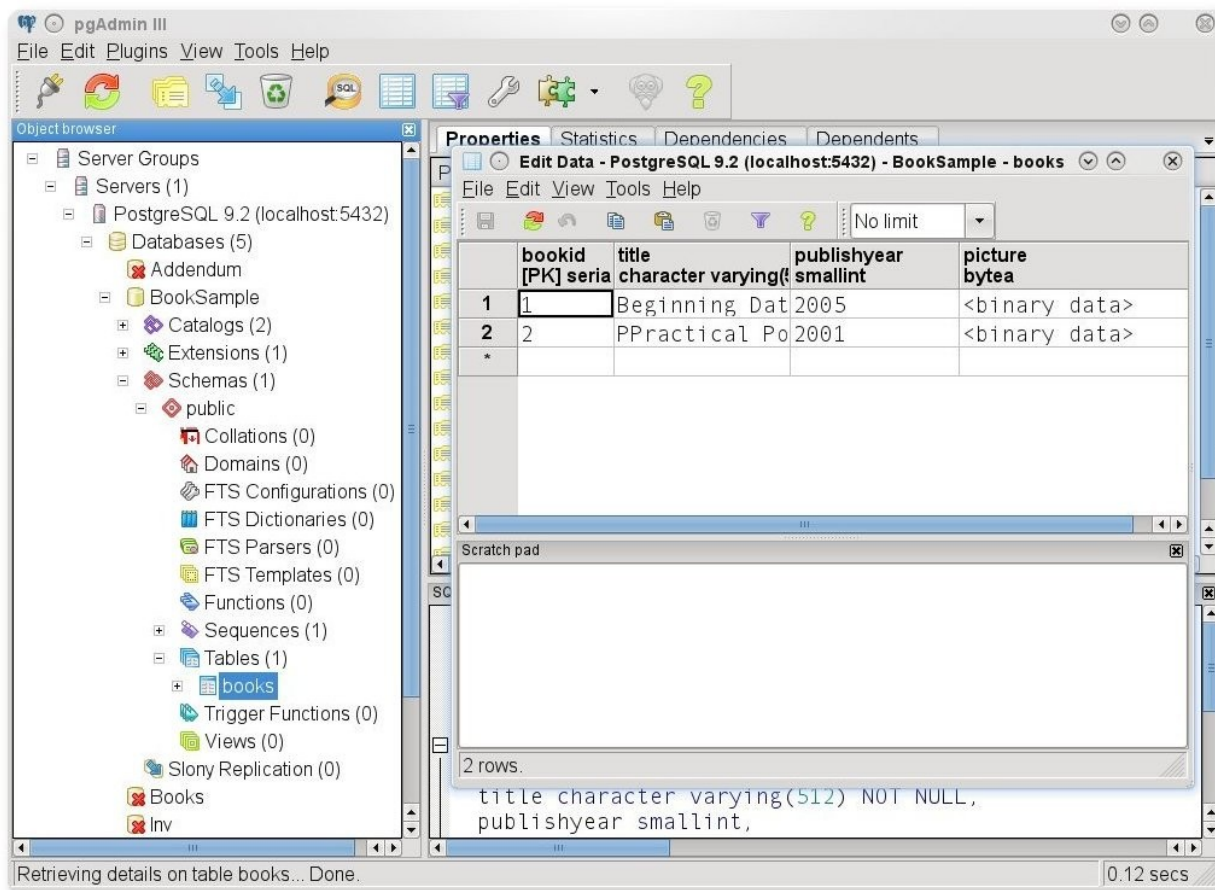 pgAdmin III
File Edit Plugins View Tools Help
SQL
Object browser
Server Groups
Servers (1)
PostgreSQL 9.2 (localhost:5432)
Databases (5)
Addendum
BookSample
Catalogs (2)
Extensions (1)
Schemas (1)
public
Collations (0)
Domains (0)
FTS Configurations (0)
FTS Dictionaries (0)
FTS Parsers (0)
FTS Templates (0)
Functions (0)
Sequences (1)
Tables (1)
books
Trigger Functions (0)
Views (0)
Slony Replication (0)
Books
Inv
Properties Statistics Dependencies Dependents
P
Edit Data - PostgreSQL 9.2 (localhost:5432) - BookSample - books
File Edit View Tools Help
No limit
bookid title publishyear picture
[PK] seria character varying(5 smallint bytea
1 1 Beginning Dat 2005 <binary data>
2 2 PPractical Po 2001 <binary data>
*
Scratch pad
SQ
2 rows.
title character varying(512) NOT NULL,
publishyear smallint,
Retrieving details on table books... Done. 0.12 secs